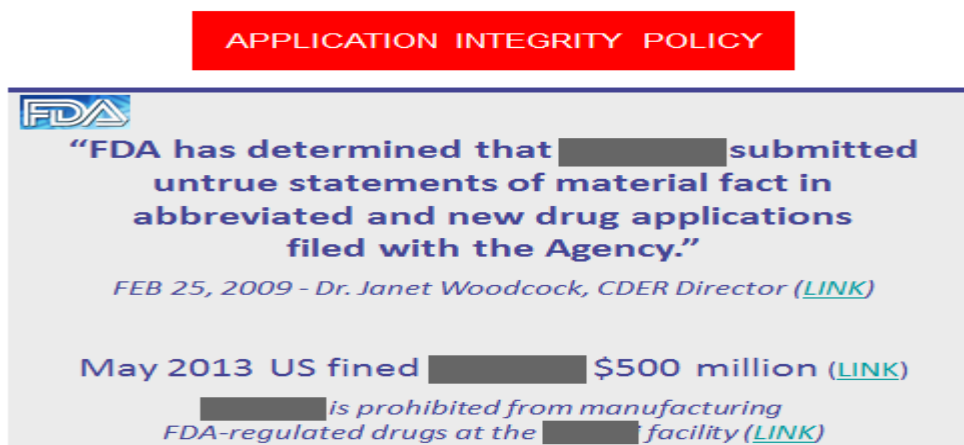 APPLICATION INTEGRITY POLICY
FDA
“FDA has determined that submitted
untrue statements of material fact in
abbreviated and new drug applications
filed with the Agency.”
FEB 25, 2009 - Dr. Janet Woodcock, CDER Director (LINK)
May 2013 US fined $500 million (LINK)
is prohibited from manufacturing
FDA-regulated drugs at the facility (LINK)